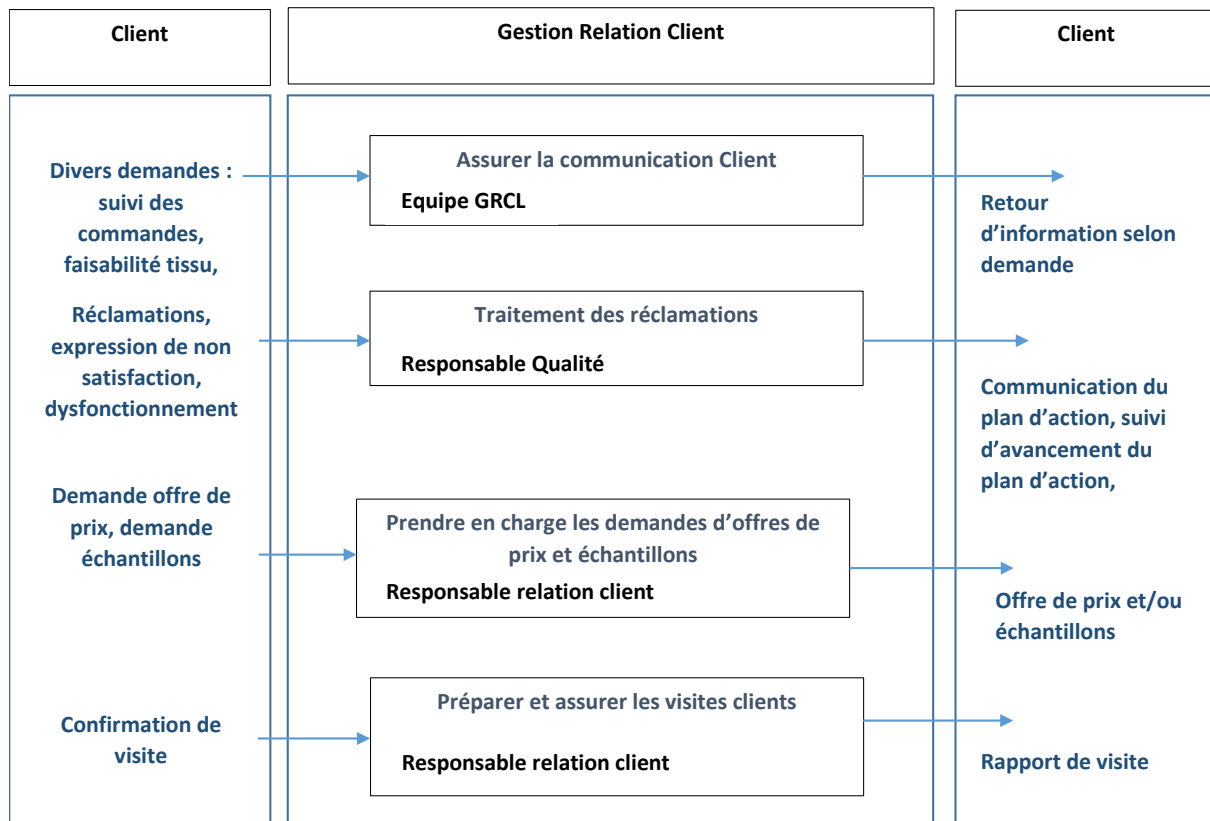 Client
Gestion Relation Client
Client
Divers demandes :
suivi des
commandes,
faisabilité tissu,
Assurer la communication Client
Equipe GRCL
Retour
d’information selon
demande
Réclamations,
expression de non
satisfaction,
dysfonctionnement
Traitement des réclamations
Responsable Qualité
Communication du
plan d’action, suivi
d’avancement du
plan d’action,
Demande offre de
prix, demande
échantillons
Prendre en charge les demandes d’offres de
prix et échantillons
Responsable relation client
Offre de prix et/ou
échantillons
Confirmation de
visite
Préparer et assurer les visites clients
Responsable relation client
Rapport de visite